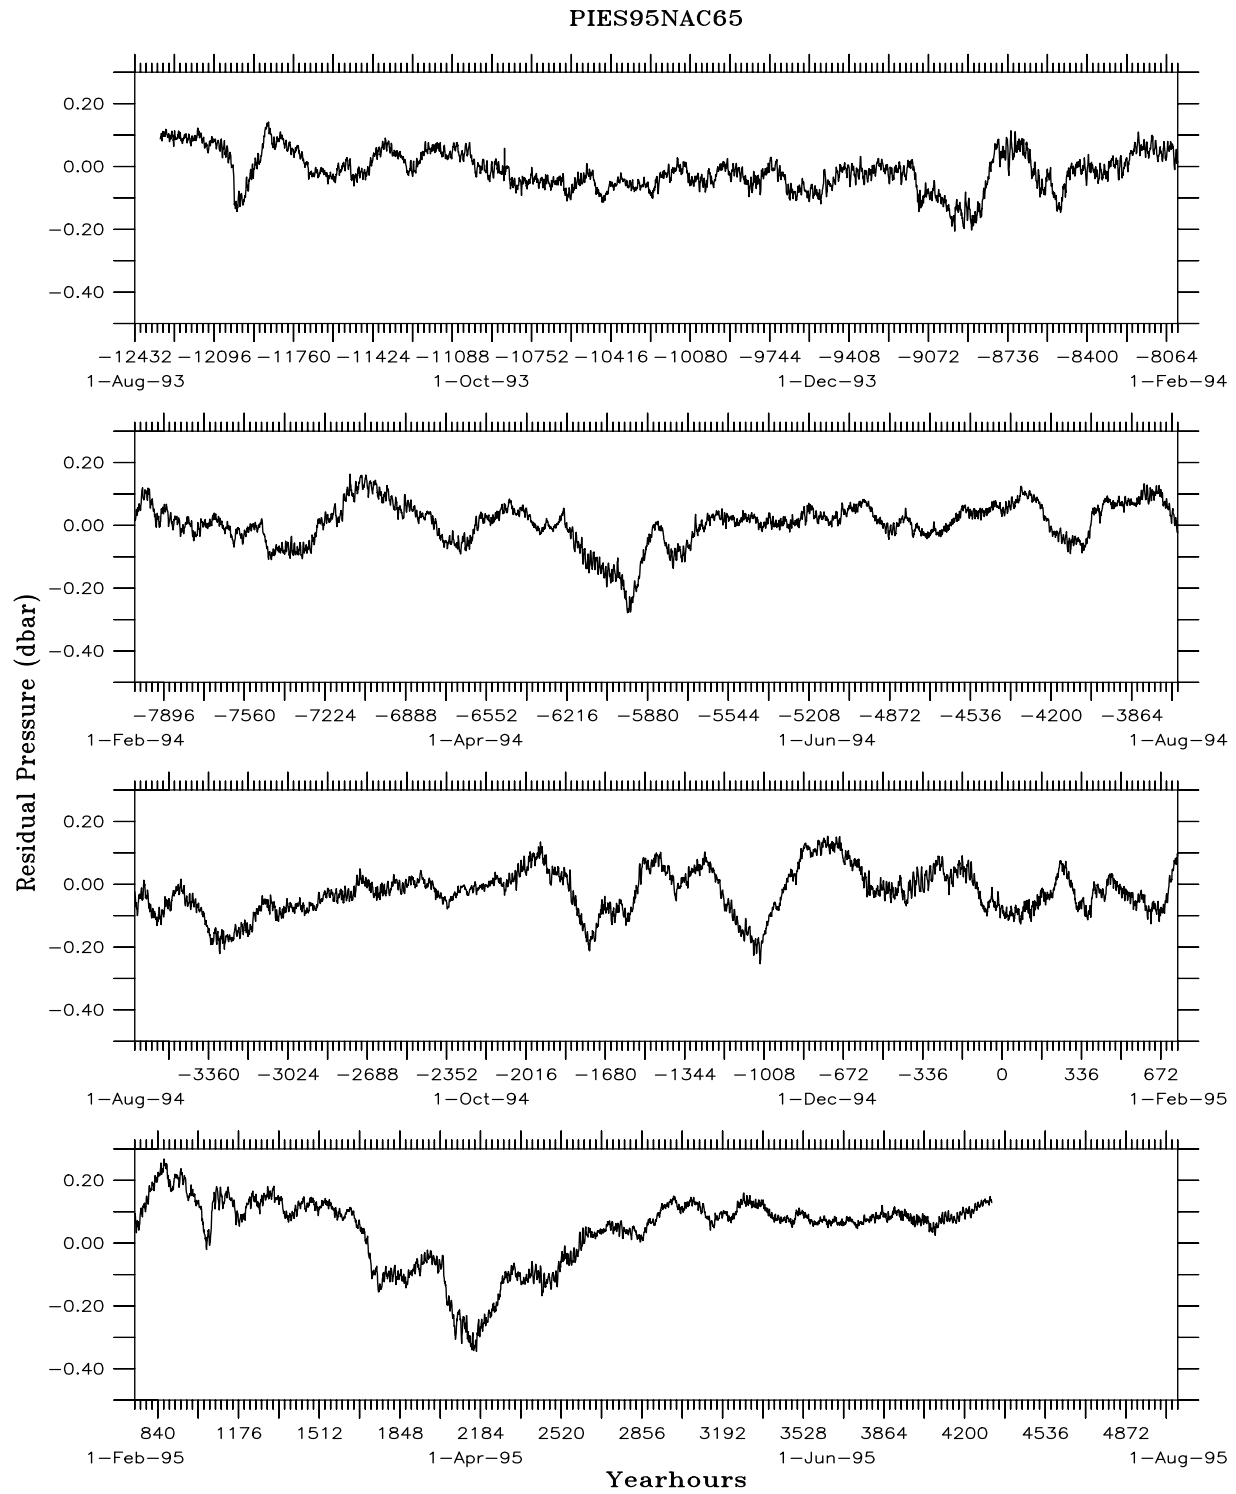 PIES95NAC65
0.20
0.00
−0.20
−0.40
−12432 −12096 −11760 −11424 −11088 −10752 −10416 −10080 −9744 −9408 −9072 −8736 −8400 −8064
1−Aug−93 1−Oct−93 1−Dec−93 1−Feb−94
0.20
0.00
−0.20
−0.40
−7896 −7560 −7224 −6888 −6552 −6216 −5880 −5544 −5208 −4872 −4536 −4200 −3864
1−Feb−94 1−Apr−94 1−Jun−94 1−Aug−94
Residual Pressure (dbar)
0.20
0.00
−0.20
−0.40
−3360 −3024 −2688 −2352 −2016 −1680 −1344 −1008 −672 −336 0 336 672
1−Aug−94 1−Oct−94 1−Dec−94 1−Feb−95
0.20
0.00
−0.20
−0.40
840 1176 1512 1848 2184 2520 2856 3192 3528 3864 4200 4536 4872
1−Feb−95 1−Apr−95 1−Jun−95 1−Aug−95
Yearhours